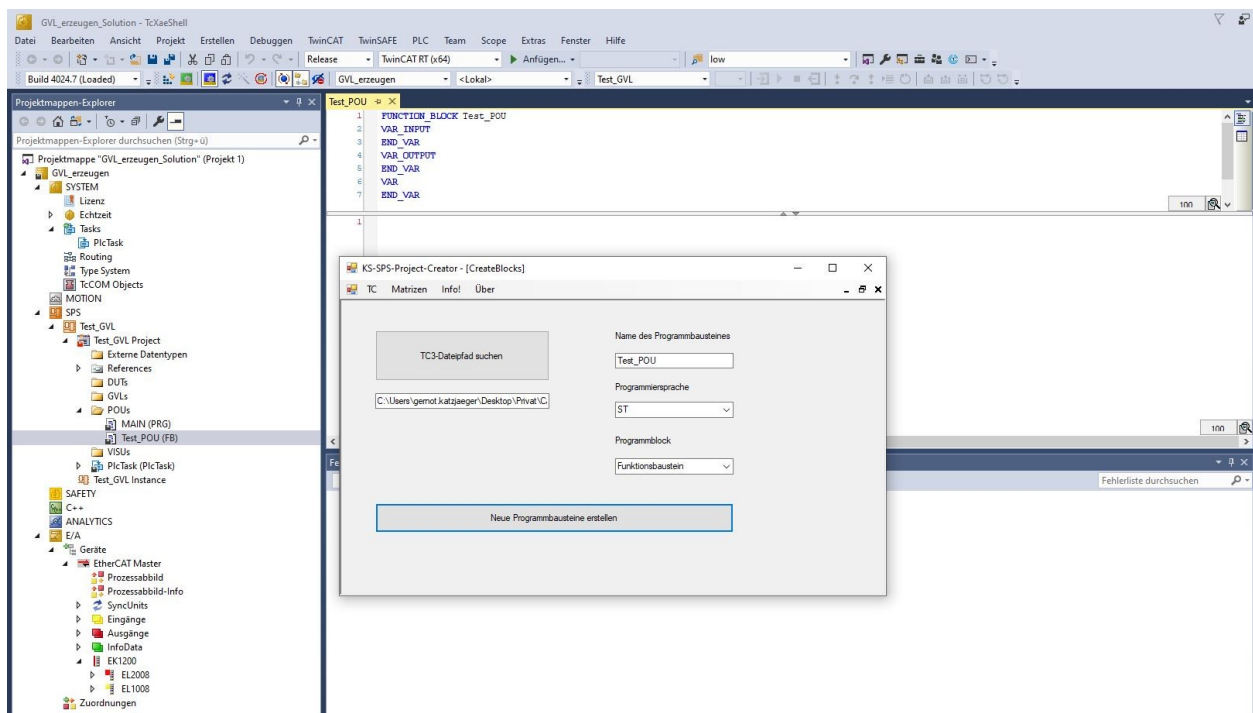 GVL_erzeugen_Solution - TcXaeShell
Datei Bearbeiten Ansicht Projekt Erstellen Debuggen TwinCAT TwinSAFE PLC Team Scope Extras Fenster Hilfe
Release TwinCAT RT (x64) Anfügen... low
Build 4024.7 (Loaded) GVL_erzeugen <Lokal> Test_GVL
Projektmappen-Explorer
Projektmappen-Explorer durchsuchen (Strg+ü)
Projektmappe "GVL_erzeugen_Solution" (Projekt 1)
GVL_erzeugen
SYSTEM
Lizenz
Echtzeit
Tasks
PlcTask
Routing
Type System
TcCOM Objects
MOTION
SPS
Test_GVL
Test_GVL Project
Externe Datentypen
References
DUTs
GVLs
POUs
MAIN (PRG)
Test_POU (FB)
VISUs
PlcTask (PlcTask)
Test_GVL Instance
SAFETY
C++
ANALYTICS
E/A
Geräte
EtherCAT Master
Prozessabbild
Prozessabbild-Info
SyncUnits
Eingänge
Ausgänge
InfoData
EK1200
EL2008
EL1008
Zuordnungen
Test_POU
1 FUNCTION_BLOCK Test_POU
2 VAR_INPUT
3 END_VAR
4 VAR_OUTPUT
5 END_VAR
6 VAR
7 END_VAR
100
1
100
Fe
Fehlerliste durchsuchen
KS-SPS-Project-Creator - [CreateBlocks]
TC Matrizen Info! Über
TC3-Dateipfad suchen
C:\Users\gernot.katzjaeger\Desktop\Privat\C
Name des Programmbausteines
Test_POU
Programmiersprache
ST
Programmblock
Funktionsbaustein
Neue Programmbausteine erstellen